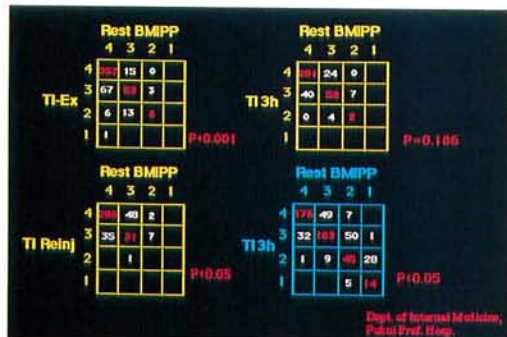 Rest BMIPP
4 3 2 1
4 15 0
Tl-Ex
3 67 3
2 6 13
1 1
P<0.001
Rest BMIPP
4 3 2 1
4 24 0
Tl 3h
3 40 7
2 0 4
1
P=0.186
Rest BMIPP
4 3 2 1
4 48 2
Tl Reinj
3 35 7
2 1
1
P<0.05
Rest BMIPP
4 3 2 1
4 178 49 7
Tl 3h
3 32 103 50 1
2 1 9 28
1 5 14
P<0.05
Dept. of Internal Medicine,
Fukui Pref. Hosp.